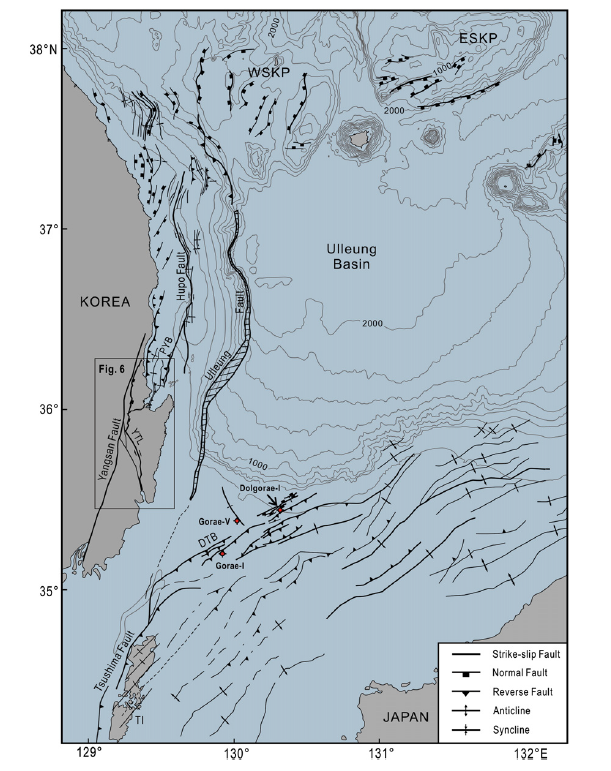 2000
38°N
ESKP
WSKP
1000
2000
37°
Ulleung
Basin
Hupo Fault
KOREA
Fault
2000
PYB
Ulleung
Fig. 6
36°
Yangsan Fault
YTL
1000
Dolgorae-I
Gorae-V
DTB
Gorae-I
35°
Tsushima Fault
TI
JAPAN
Strike-slip Fault
Normal Fault
Reverse Fault
Anticline
Syncline
129°
130°
131°
132°E